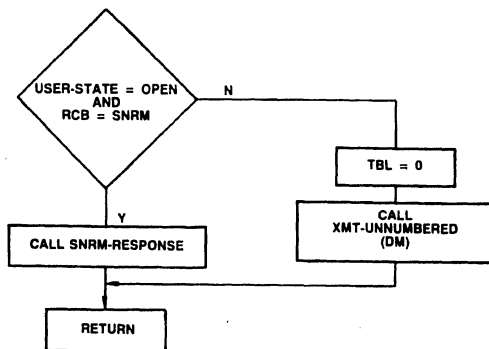 USER-STATE = OPEN
AND
RCB = SNRM
N
TBL = 0
Y
CALL SNRM-RESPONSE
CALL
XMT-UNNUMBERED
(DM)
RETURN